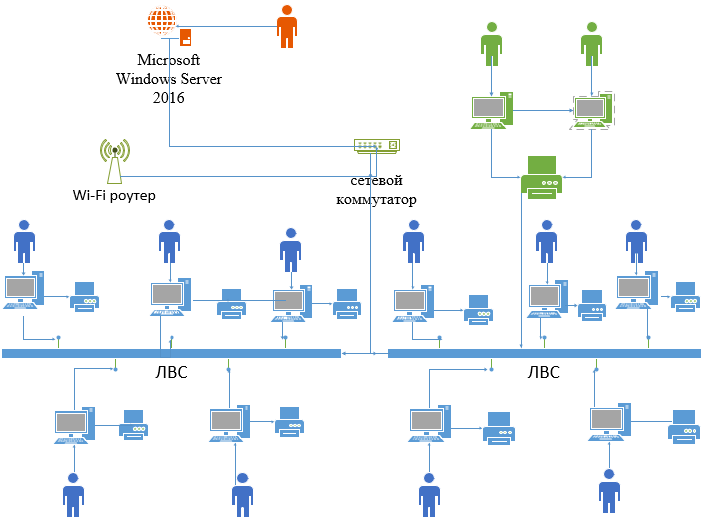 Microsoft
Windows Server
2016
Wi-Fi роутер
сетевой
коммутатор
ЛВС
ЛВС